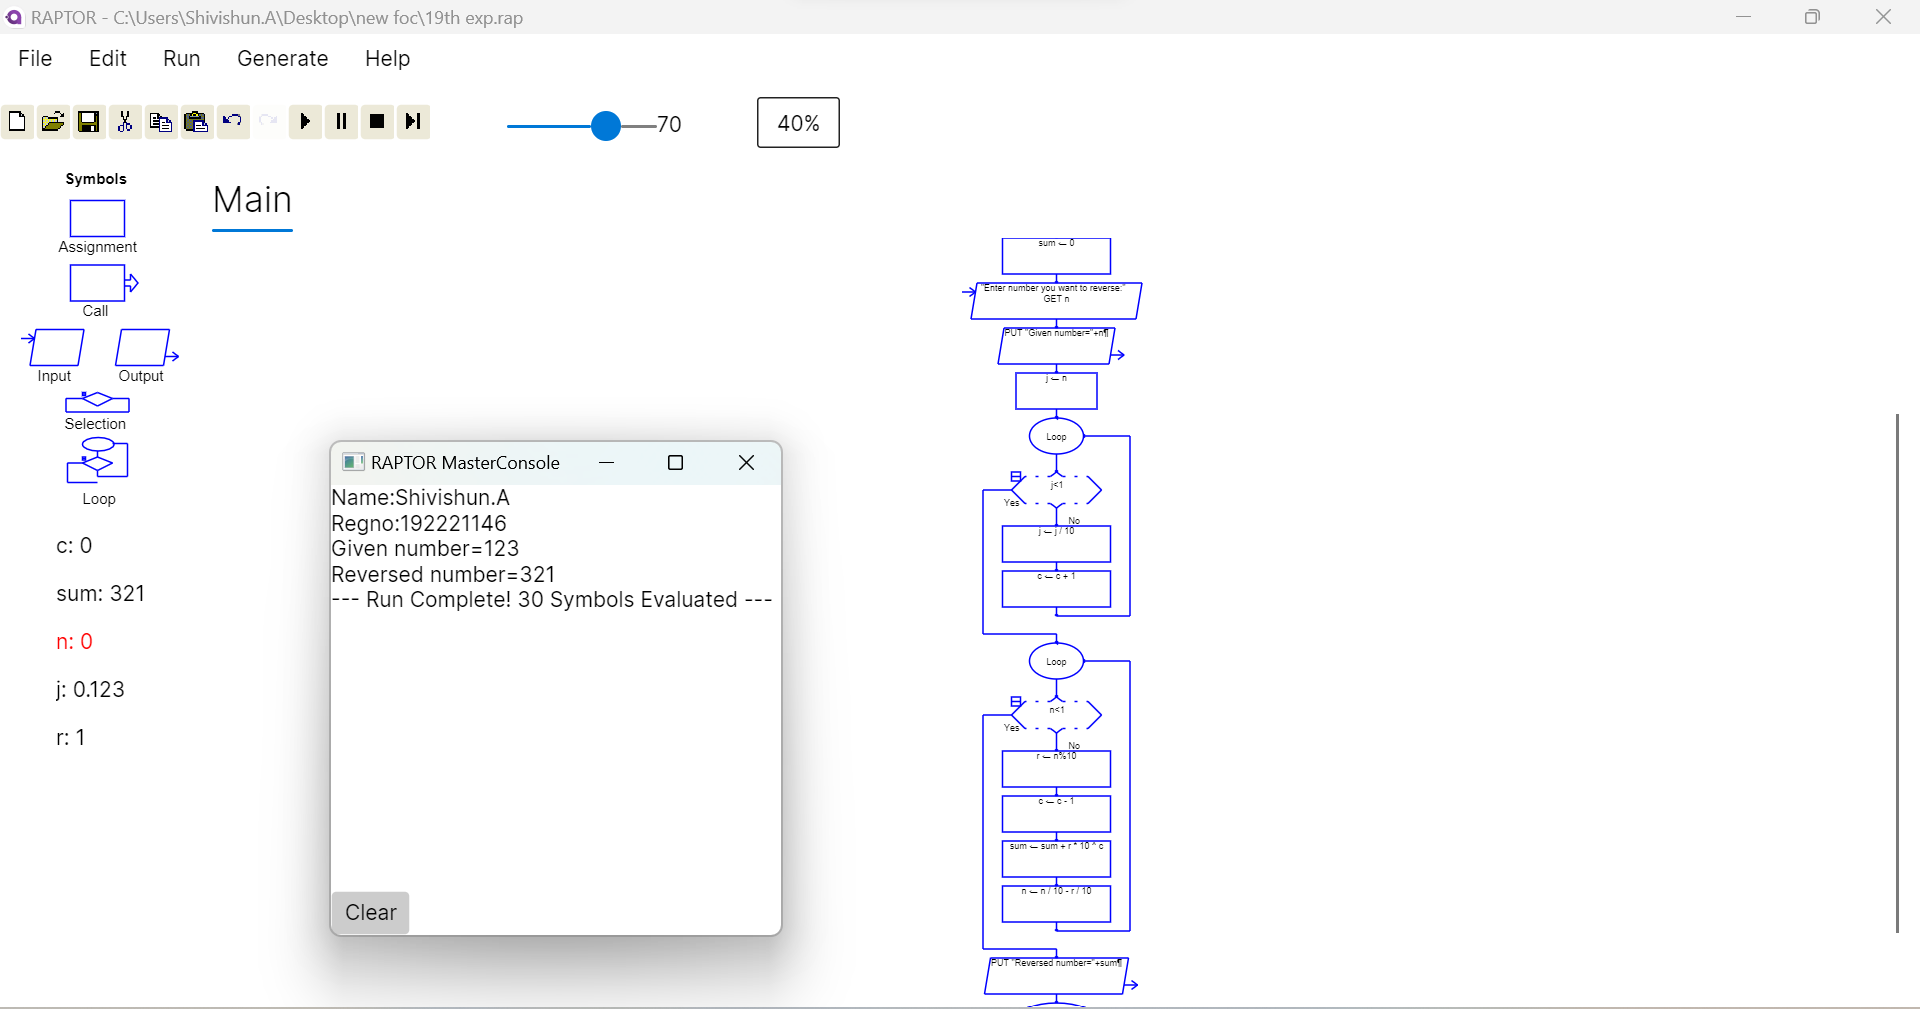 RAPTOR - C:\Users\Shivishun.A\Desktop\new foc\19th exp.rap
File Edit Run Generate Help
70
40%
Symbols
Assignment
Call
Input Output
Selection
Loop
c: 0
sum: 321
n: 0
j: 0.123
r: 1
Main
RAPTOR MasterConsole
Name:Shivishun.A
Regno:192221146
Given number=123
Reversed number=321
--- Run Complete! 30 Symbols Evaluated ---
Clear
sum ← 0
"Enter number you want to reverse:"
GET n
PUT "Given number="+n¶
j ← n
Loop
j<1
Yes
No
j ← j / 10
c ← c + 1
Loop
n<1
Yes
No
r ← n%10
c ← c - 1
sum ← sum + r * 10 ^ c
n ← n / 10 - r / 10
PUT "Reversed number="+sum¶